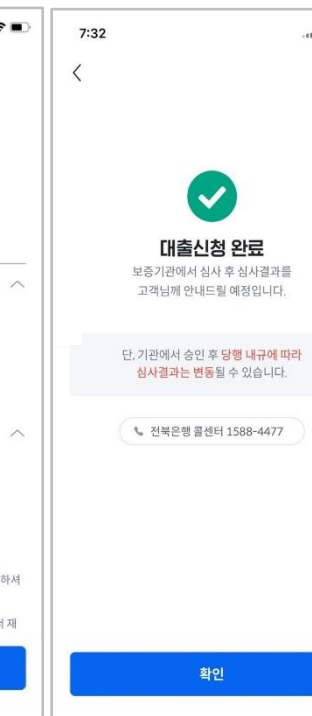 7:32
대출신청 완료
보증기관에서 심사 후 심사결과를
고객님께 안내드릴 예정입니다.
단, 기관에서 승인 후 당행 내규에 따라
심사결과는 변동될 수 있습니다.
전북은행 콜센터 1588-4477
하셔
재
확인